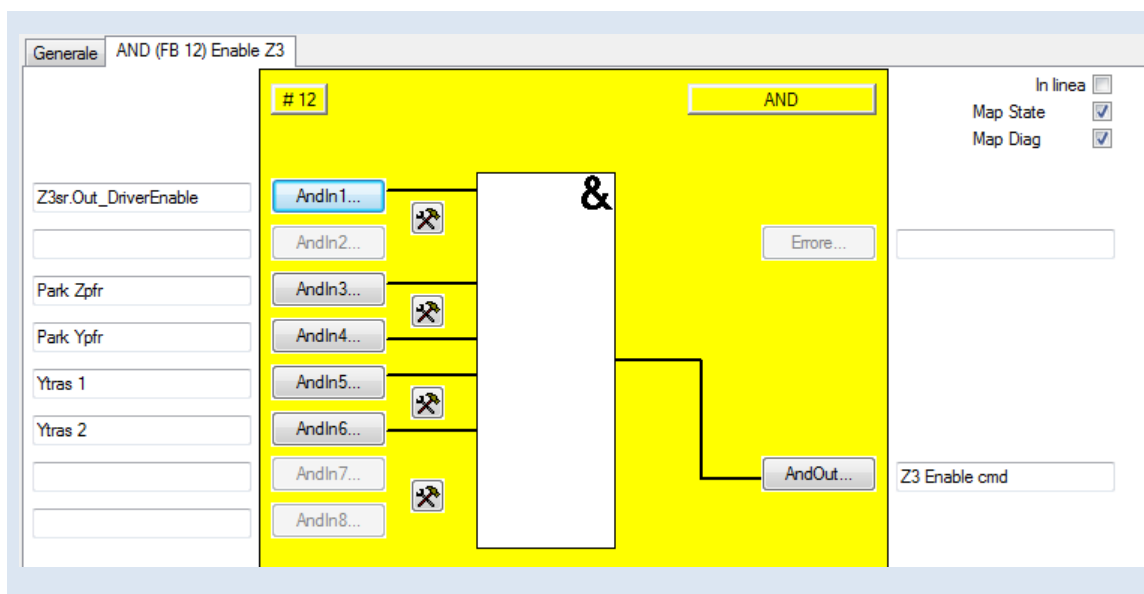 Generale
AND (FB 12) Enable Z3
# 12
AND
In linea
Map State
Map Diag
&
Z3sr.Out_DriverEnable
AndIn1...
AndIn2...
Errore...
Park Zpfr
AndIn3...
Park Ypfr
AndIn4...
Ytras 1
AndIn5...
Ytras 2
AndIn6...
AndIn7...
AndOut...
Z3 Enable cmd
AndIn8...